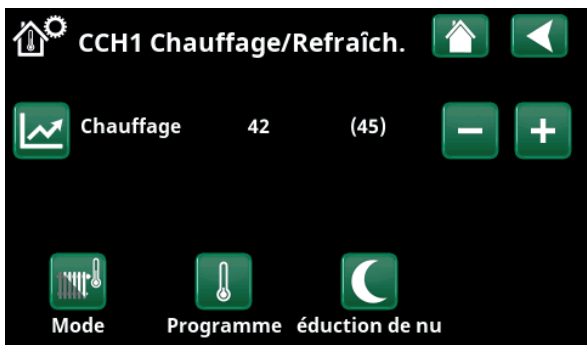 CCH1 Chauffage/Refraîch.
Chauffage 42 (45)
Mode Programme éduction de nu